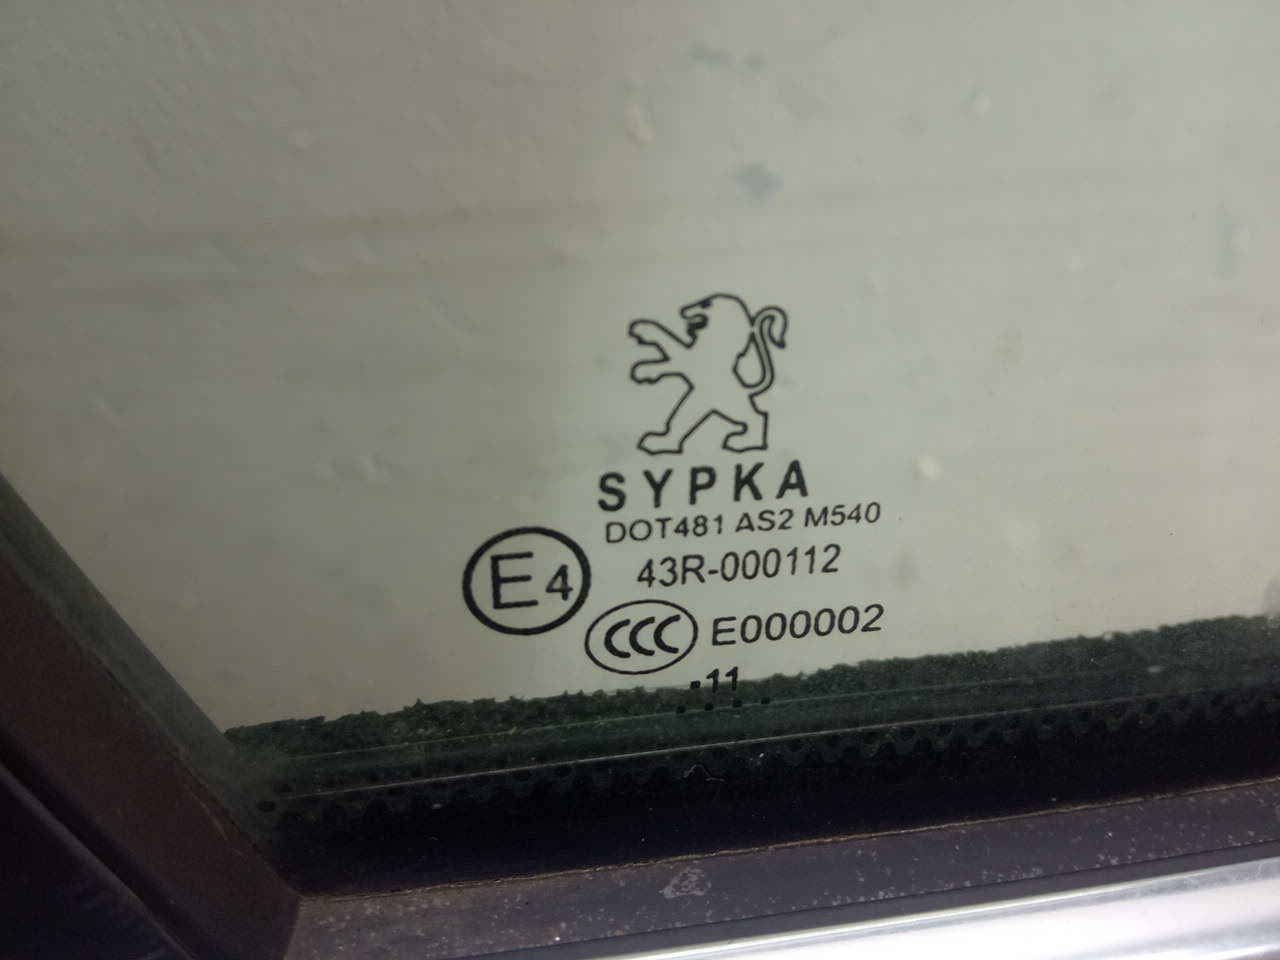 SYPKA
DOT481 AS2 M540
E4 43R-000112
CCC E000002
.11